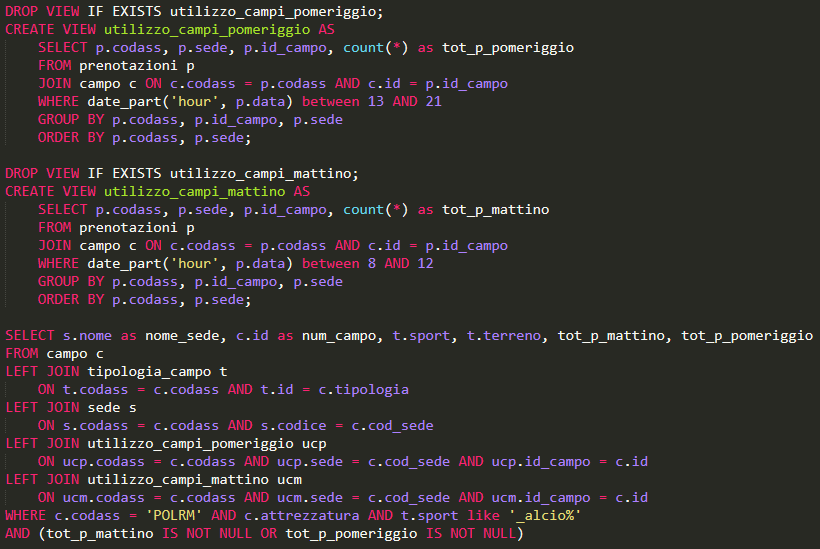 DROP VIEW IF EXISTS utilizzo_campi_pomeriggio;
CREATE VIEW utilizzo_campi_pomeriggio AS
    SELECT p.codass, p.sede, p.id_campo, count(*) as tot_p_pomeriggio
    FROM prenotazioni p
    JOIN campo c ON c.codass = p.codass AND c.id = p.id_campo
    WHERE date_part('hour', p.data) between 13 AND 21
    GROUP BY p.codass, p.id_campo, p.sede
    ORDER BY p.codass, p.sede;

DROP VIEW IF EXISTS utilizzo_campi_mattino;
CREATE VIEW utilizzo_campi_mattino AS
    SELECT p.codass, p.sede, p.id_campo, count(*) as tot_p_mattino
    FROM prenotazioni p
    JOIN campo c ON c.codass = p.codass AND c.id = p.id_campo
    WHERE date_part('hour', p.data) between 8 AND 12
    GROUP BY p.codass, p.id_campo, p.sede
    ORDER BY p.codass, p.sede;

SELECT s.nome as nome_sede, c.id as num_campo, t.sport, t.terreno, tot_p_mattino, tot_p_pomeriggio
FROM campo c
LEFT JOIN tipologia_campo t
    ON t.codass = c.codass AND t.id = c.tipologia
LEFT JOIN sede s
    ON s.codass = c.codass AND s.codice = c.cod_sede
LEFT JOIN utilizzo_campi_pomeriggio ucp
    ON ucp.codass = c.codass AND ucp.sede = c.cod_sede AND ucp.id_campo = c.id
LEFT JOIN utilizzo_campi_mattino ucm
    ON ucm.codass = c.codass AND ucm.sede = c.cod_sede AND ucm.id_campo = c.id
WHERE c.codass = 'POLRM' AND c.attrezzatura AND t.sport like '_alcio%'
AND (tot_p_mattino IS NOT NULL OR tot_p_pomeriggio IS NOT NULL)